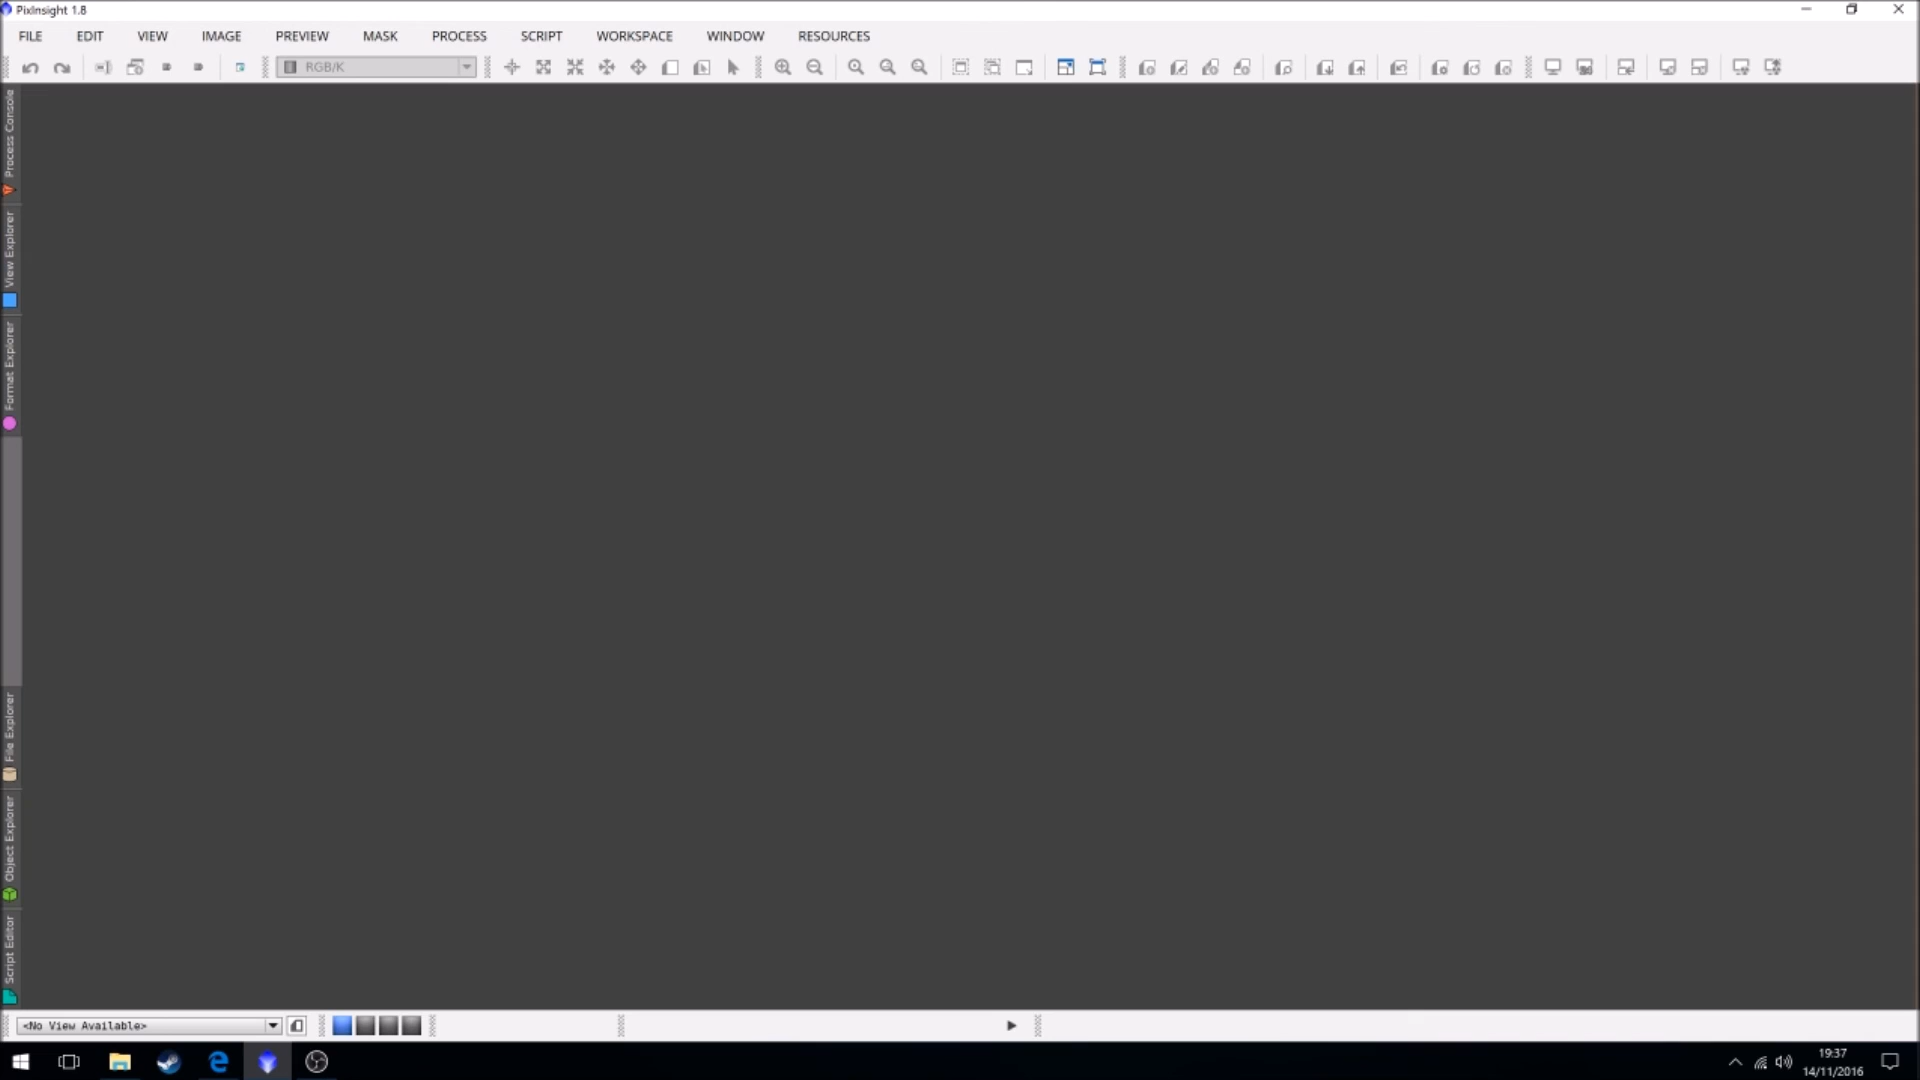 PixInsight 1.8
FILE EDIT VIEW IMAGE PREVIEW MASK PROCESS SCRIPT WORKSPACE WINDOW RESOURCES
RGB/K
Process Console
View Explorer
Format Explorer
File Explorer
Object Explorer
Script Editor
<No View Available>
19:37
14/11/2016